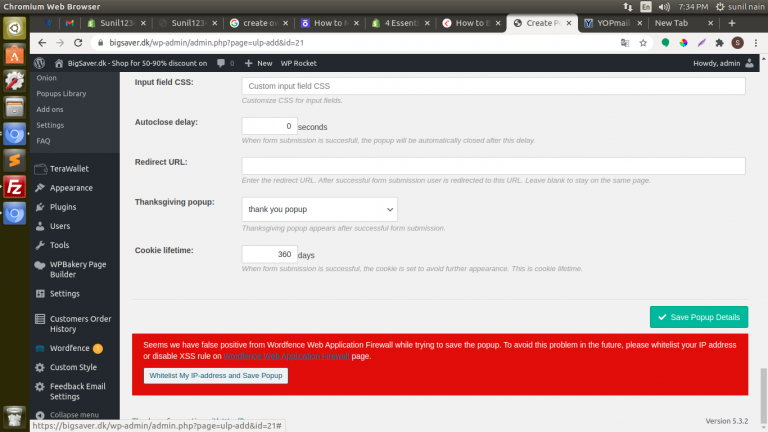 Chromium Web Browser
En
7:34 PM
sunil nain
Sunil123
Sunil123
create ov
How to M
4 Essenti
How to E
Create P
YOPmail
New Tab
bigsaver.dk/wp-admin/admin.php?page=ulp-add&id=21
S
BigSaver.dk - Shop for 50-90% discount on
0
New
WP Rocket
Howdy, admin
Onion
Popups Library
Add ons
Settings
FAQ
TeraWallet
Appearance
Plugins
Users
Tools
WPBakery Page
Builder
Settings
Customers Order
History
Wordfence
Custom Style
Feedback Email
Settings
Collapse menu
Input field CSS:
Custom input field CSS
Customize CSS for input fields.
Autoclose delay:
0 seconds
When form submission is succesfull, the popup will be automatically closed after this delay.
Redirect URL:
Enter the redirect URL. After successful form submission user is redirected to this URL. Leave blank to stay on the same page.
Thanksgiving popup:
thank you popup
Thanksgiving popup appears after successful form submission.
Cookie lifetime:
360 days
When form submission is successful, the cookie is set to avoid further appearance. This is cookie lifetime.
Save Popup Details
Seems we have false positive from Wordfence Web Application Firewall while trying to save the popup. To avoid this problem in the future, please whitelist your IP address
or disable XSS rule on Wordfence Web Application Firewall page.
Whitelist My IP-address and Save Popup
Version 5.3.2
https://bigsaver.dk/wp-admin/admin.php?page=ulp-add&id=21#